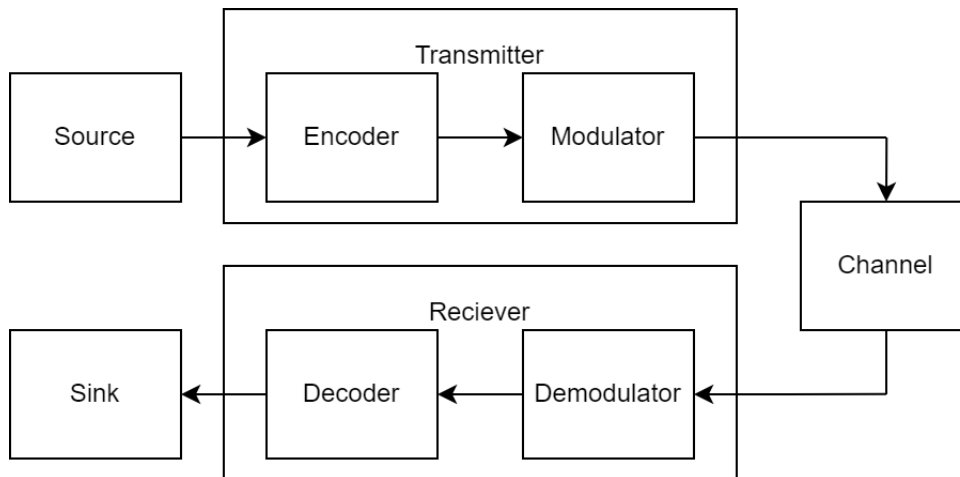 Transmitter
Source
Encoder
Modulator
Channel
Reciever
Sink
Decoder
Demodulator